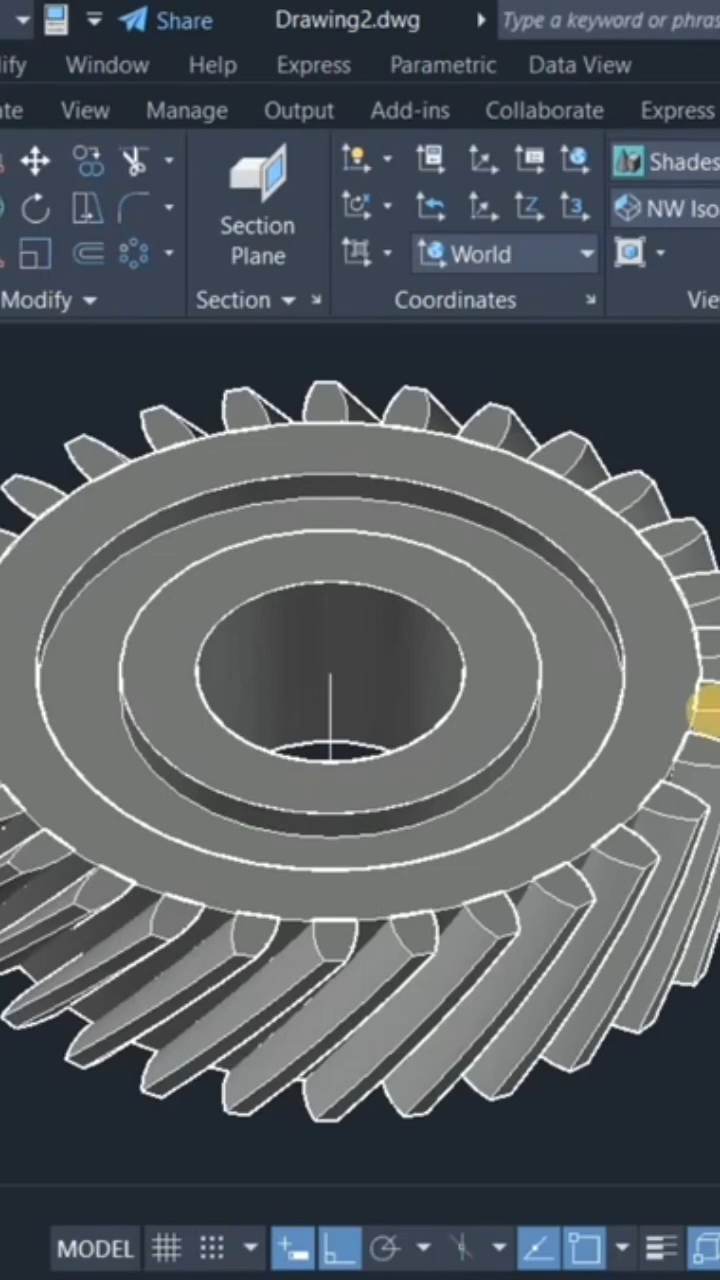 Share Drawing2.dwg Type a keyword or phras
ify Window Help Express Parametric Data View
ate View Manage Output Add-ins Collaborate Express
Shades
NW Iso
Section
Plane
World
Modify Section Coordinates Vie
MODEL